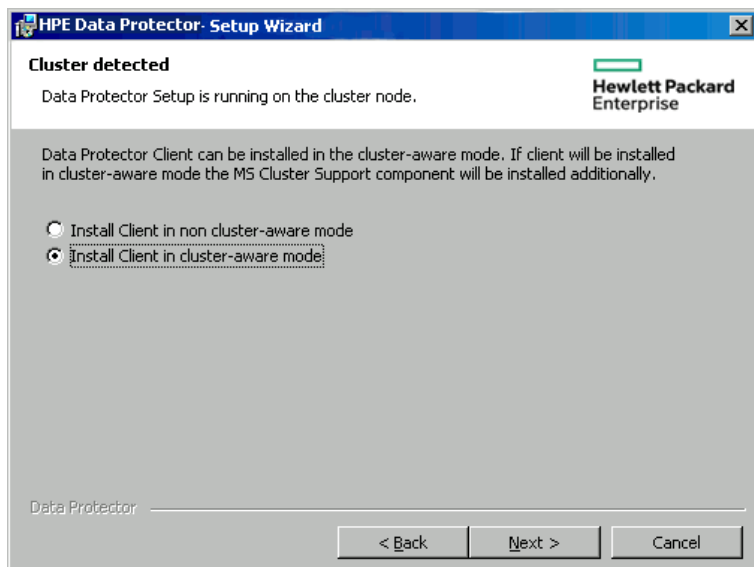 HPE Data Protector- Setup Wizard
Cluster detected
Data Protector Setup is running on the cluster node.
Hewlett Packard
Enterprise
Data Protector Client can be installed in the cluster-aware mode. If client will be installed
in cluster-aware mode the MS Cluster Support component will be installed additionally.
Install Client in non cluster-aware mode
Install Client in cluster-aware mode
Data Protector
< Back
Next >
Cancel